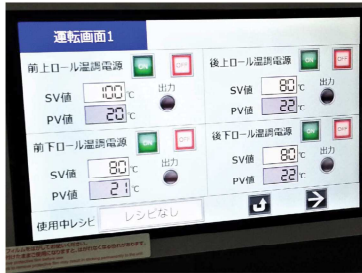 運転画面1
前上ロール温調電源 ON OFF
SV値 100 ℃ 出力
PV値 20 ℃
後上ロール温調電源 ON OFF
SV値 80 ℃ 出力
PV値 22 ℃
前下ロール温調電源 ON OFF
SV値 80 ℃ 出力
PV値 21 ℃
後下ロール温調電源 ON OFF
SV値 80 ℃ 出力
PV値 22 ℃
使用中レシピ レシピなし